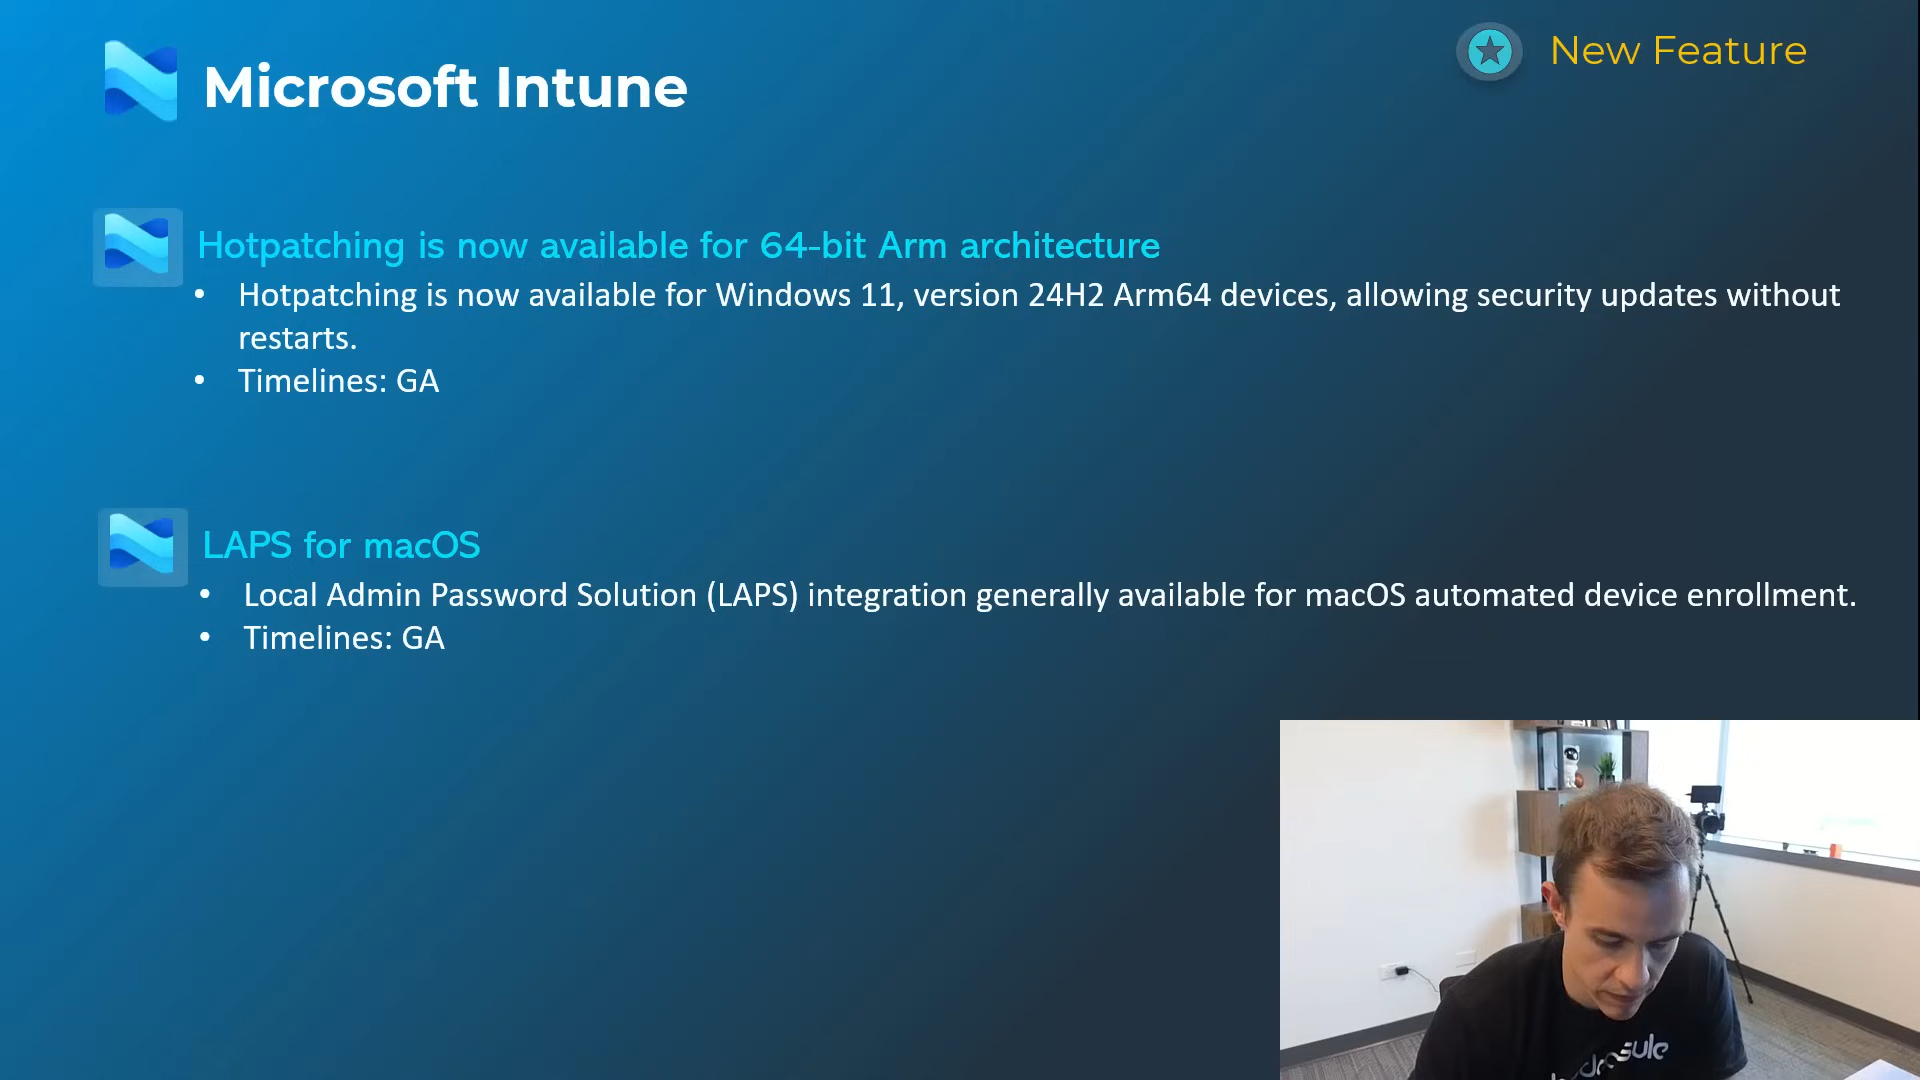 New Feature
Microsoft Intune
Hotpatching is now available for 64-bit Arm architecture
• Hotpatching is now available for Windows 11, version 24H2 Arm64 devices, allowing security updates without
restarts.
• Timelines: GA
LAPS for macOS
• Local Admin Password Solution (LAPS) integration generally available for macOS automated device enrollment.
• Timelines: GA